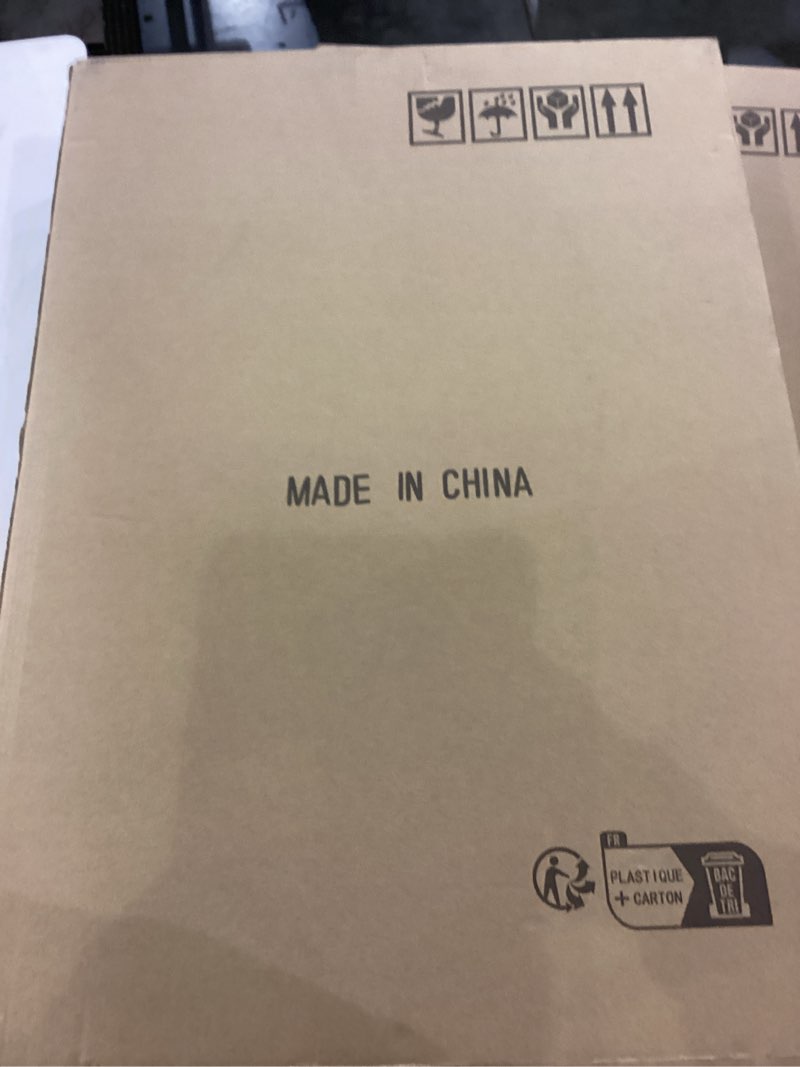 MADE IN CHINA
FR
PLASTIQUE
+ CARTON
BAC
DE
TRI